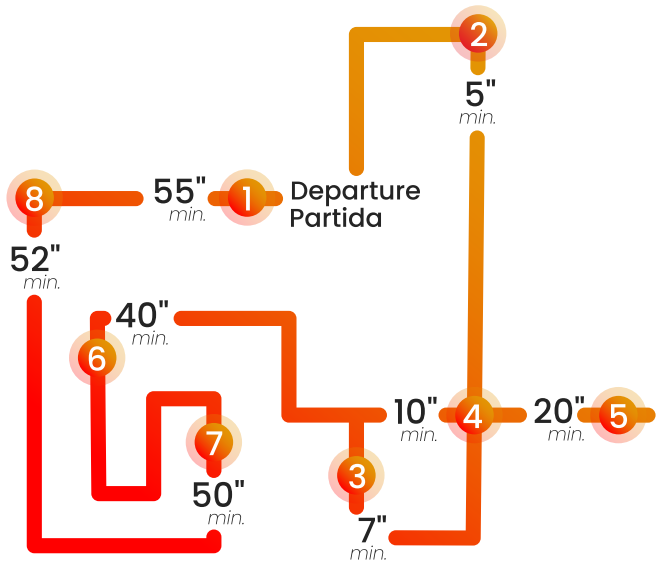 2
5"
min.
8
55"
min.
1
Departure
Partida
52"
min.
40"
min.
6
10"
min.
4
20"
min.
5
7
3
50"
min.
7"
min.